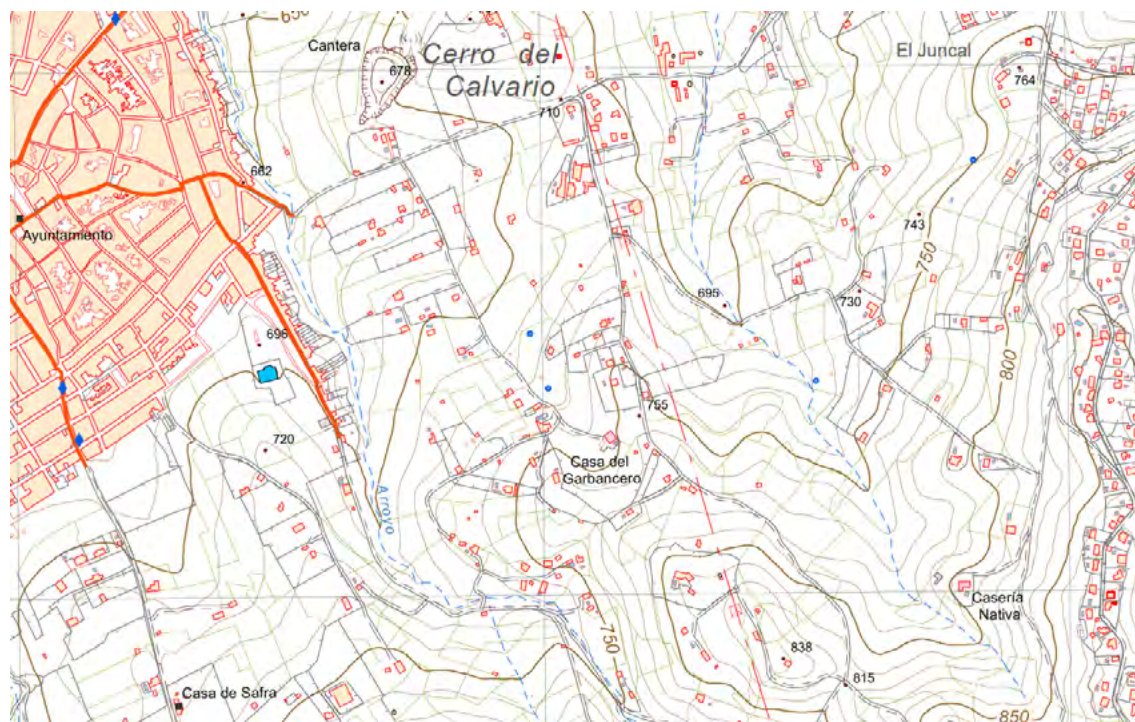 650
Cantera
678
Cerro del
Calvario
710
El Juncal
764
662
Ayuntamiento
743
750
695
730
696
800
755
720
Casa del
Garbancero
Arroyo
750
Casería
Nativa
838
815
Casa de Safra
850